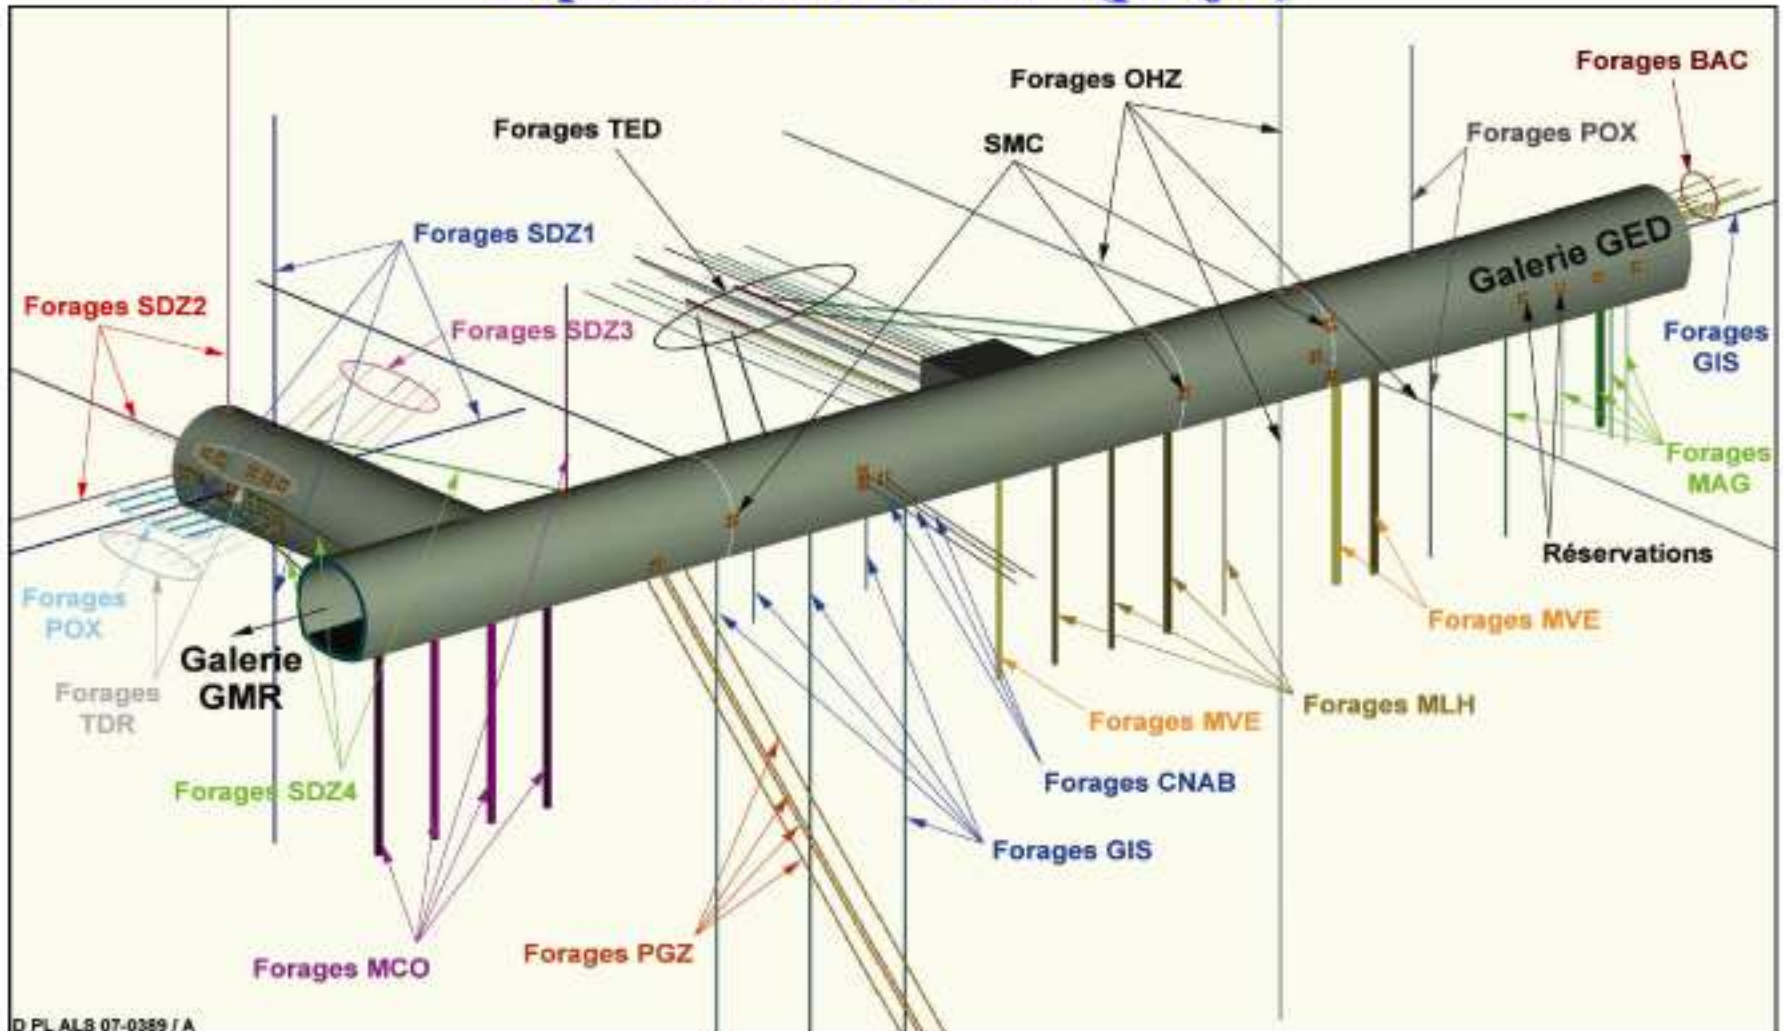 Forages BAC
Forages OHZ
Forages TED
SMC
Forages POX
Forages SDZ1
Galerie GED
Forages SDZ2
Forages SDZ3
Forages
GIS
Forages
MAG
Réservations
Forages
POX
Forages MVE
Galerie
GMR
Forages
TDR
Forages MLH
Forages MVE
Forages SDZ4
Forages CNAB
Forages GIS
Forages PGZ
Forages MCO
D PL ALS 07-0389 / A